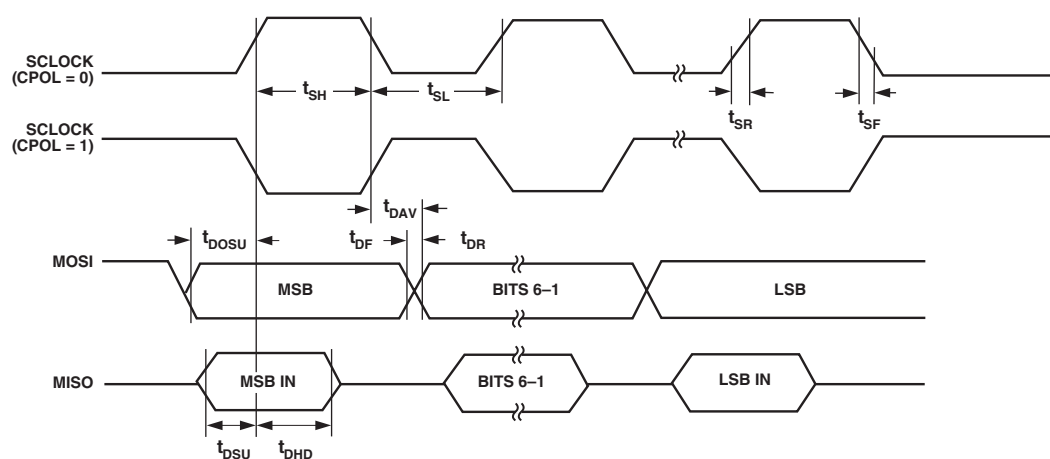 SCLOCK
(CPOL = 0)
tSH
tSL
tSR
tSF
SCLOCK
(CPOL = 1)
tDAV
tDOSU
tDF
tDR
MOSI
MSB
BITS 6–1
LSB
MISO
MSB IN
BITS 6–1
LSB IN
tDSU
tDHD